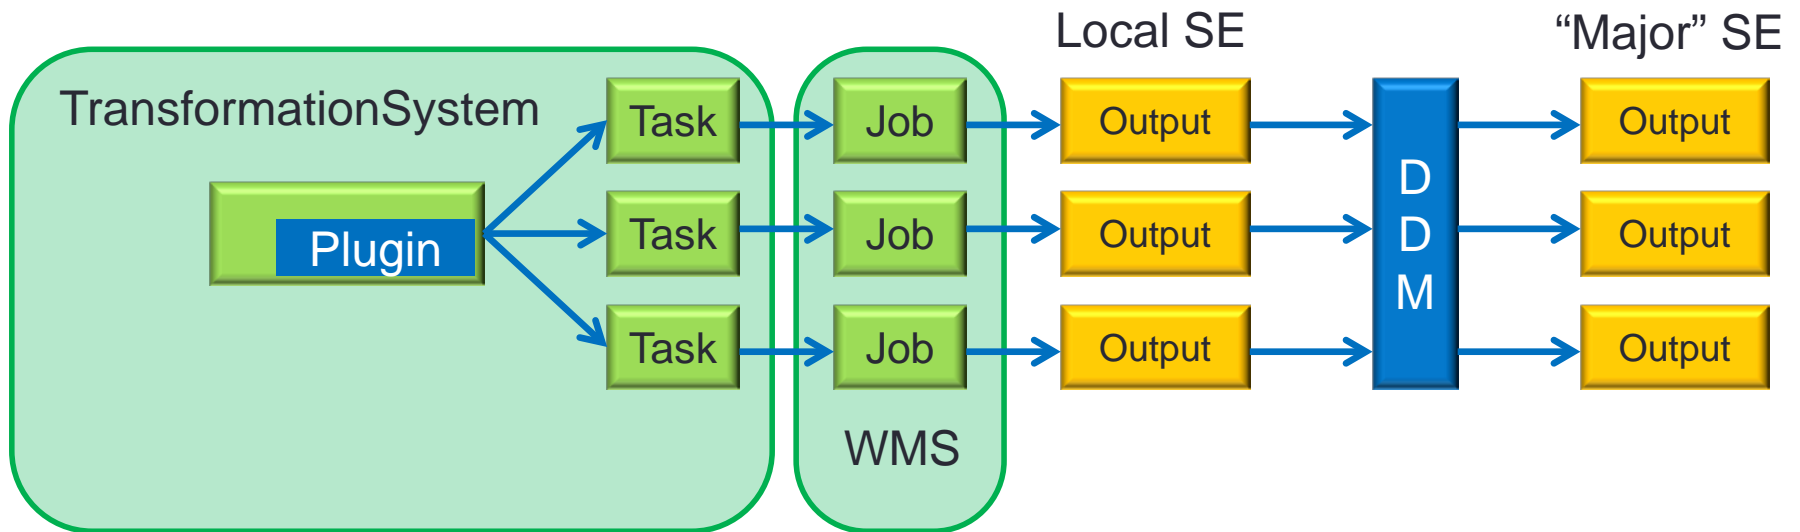 Local SE
“Major” SE
TransformationSystem
Task
Job
Output
Output
Plugin
Task
Job
Output
D
D
M
Output
Task
Job
Output
Output
WMS